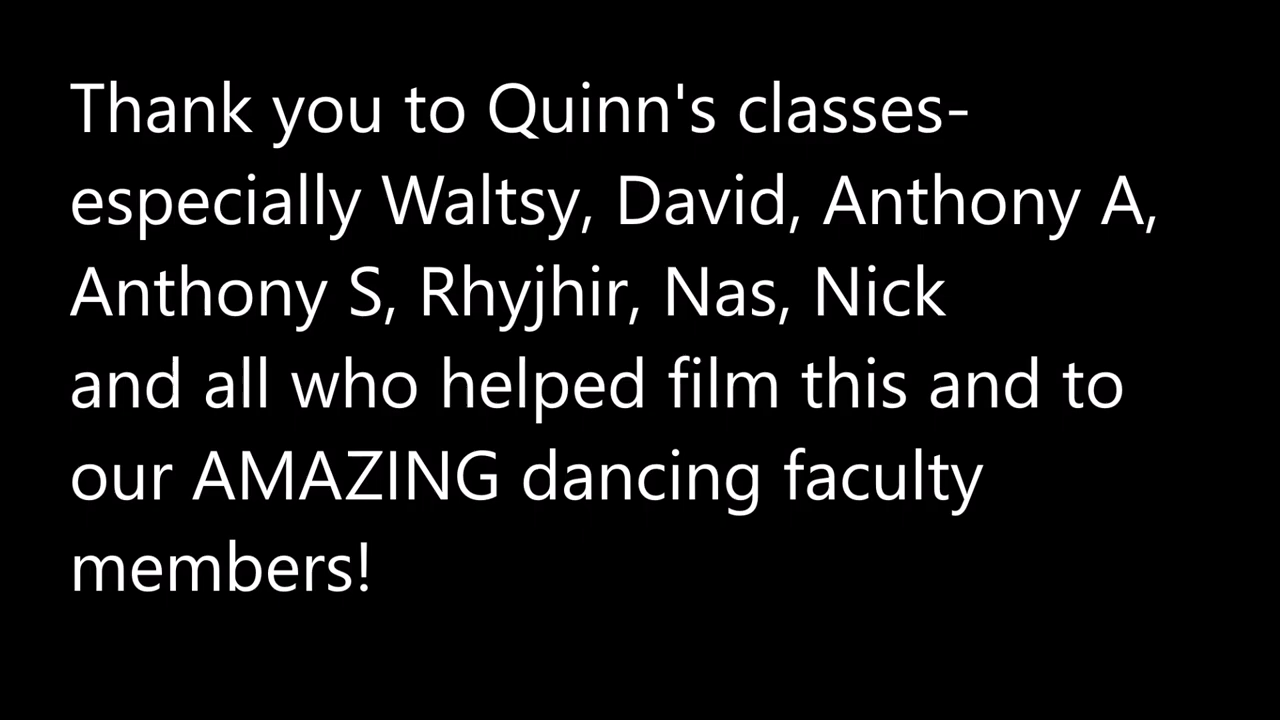 Thank you to Quinn's classes-
especially Waltsy, David, Anthony A,
Anthony S, Rhyjhir, Nas, Nick
and all who helped film this and to
our AMAZING dancing faculty
members!